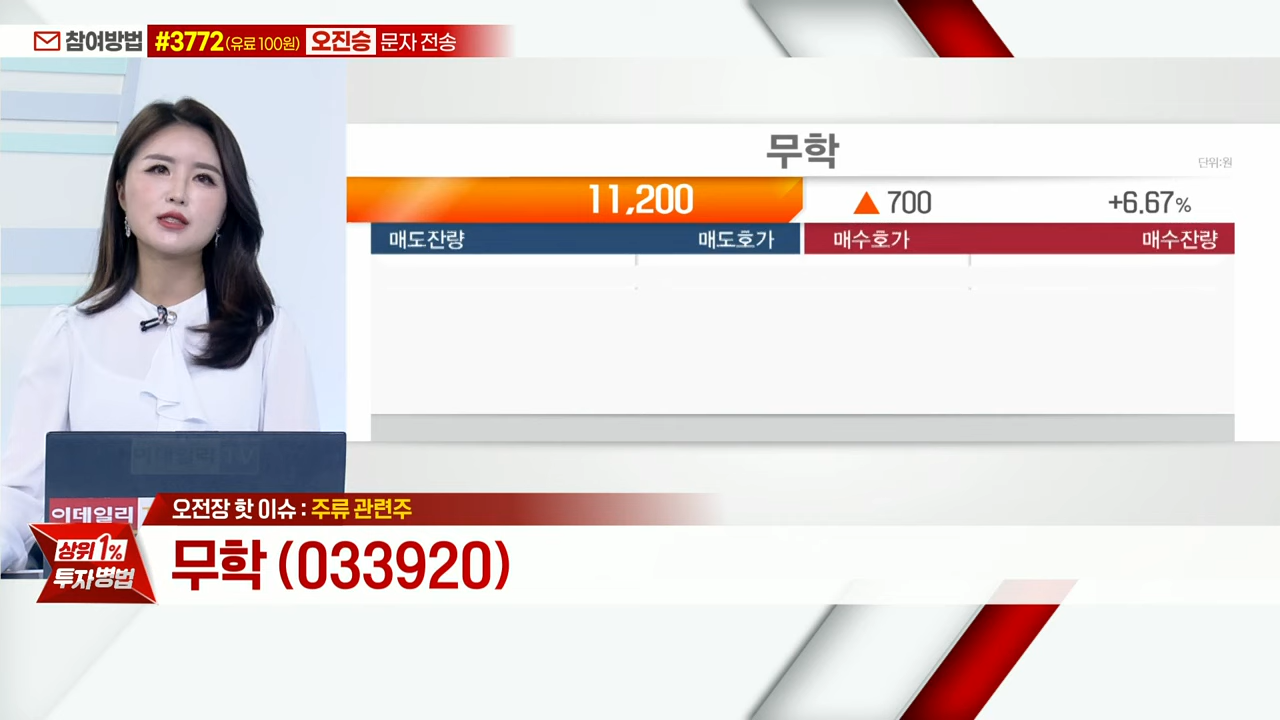 참여방법 #3772 (유료 100원) 오진승 문자 전송
무학
단위:원
11,200 ▲ 700 +6.67%
매도잔량 매도호가 매수호가 매수잔량
이데일리
오전장 핫 이슈 : 주류 관련주
상위 1%
투자병법
무학 (033920)